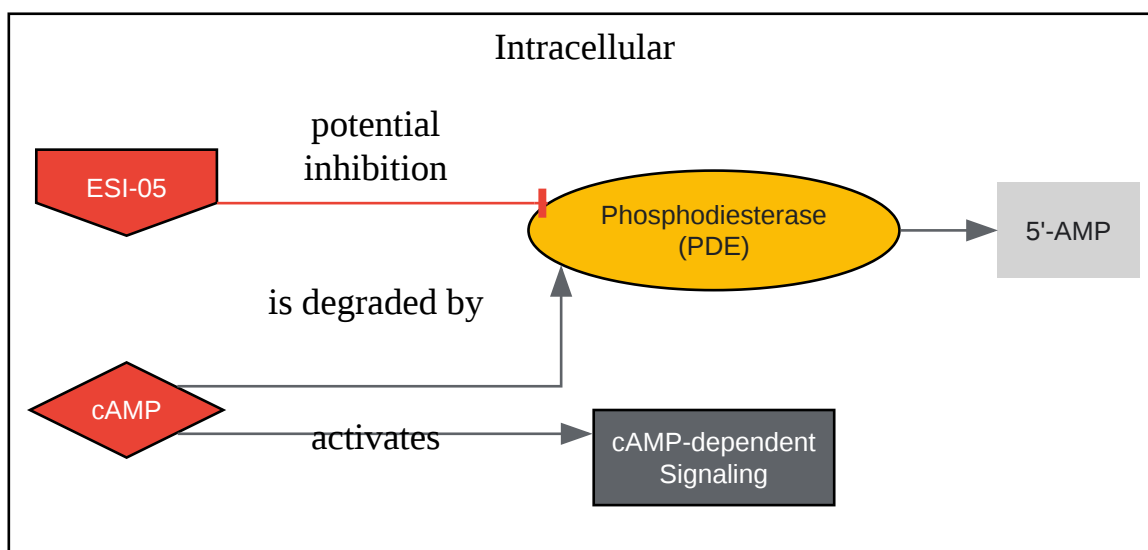 Intracellular
potential
inhibition
ESI-05
Phosphodiesterase
(PDE)
5'-AMP
is degraded by
cAMP
activates
cAMP-dependent
Signaling